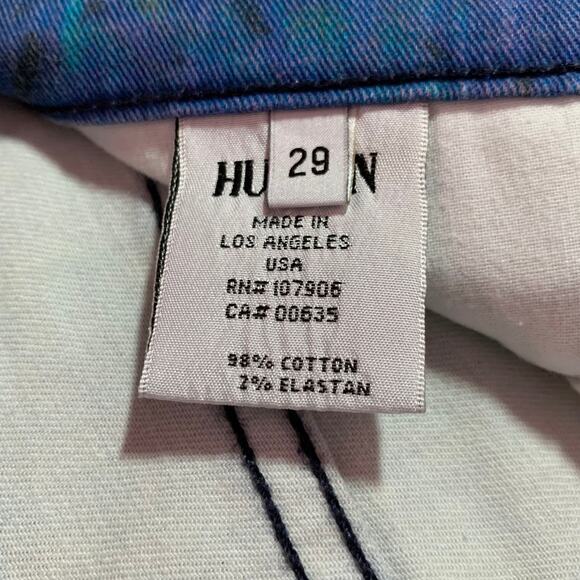 29
HU N
MADE IN
LOS ANGELES
USA
RN# 107906
CA# 00635
98% COTTON
2% ELASTAN